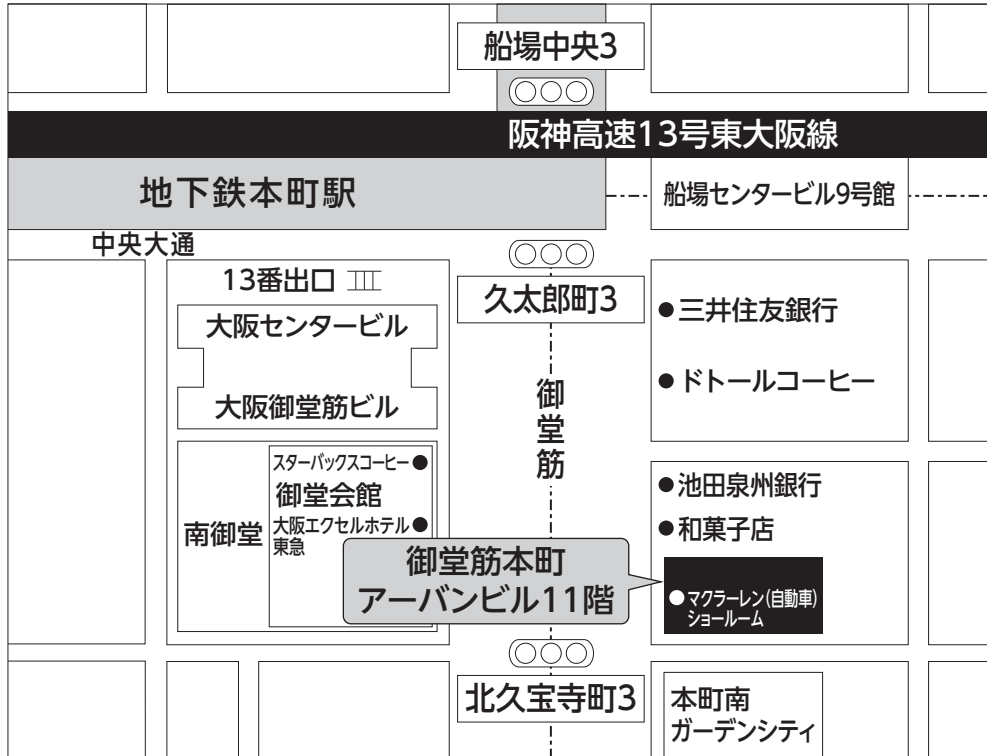 船場中央3
阪神高速13号東大阪線
地下鉄本町駅
船場センタービル9号館
中央大通
13番出口
久太郎町3
大阪センタービル
大阪御堂筋ビル
三井住友銀行
ドトールコーヒー
御堂筋
スターバックスコーヒー
御堂会館
大阪エクセルホテル
東急
南御堂
池田泉州銀行
和菓子店
御堂筋本町
アーバンビル11階
マクラーレン(自動車)
ショールーム
北久宝寺町3
本町南
ガーデンシティ